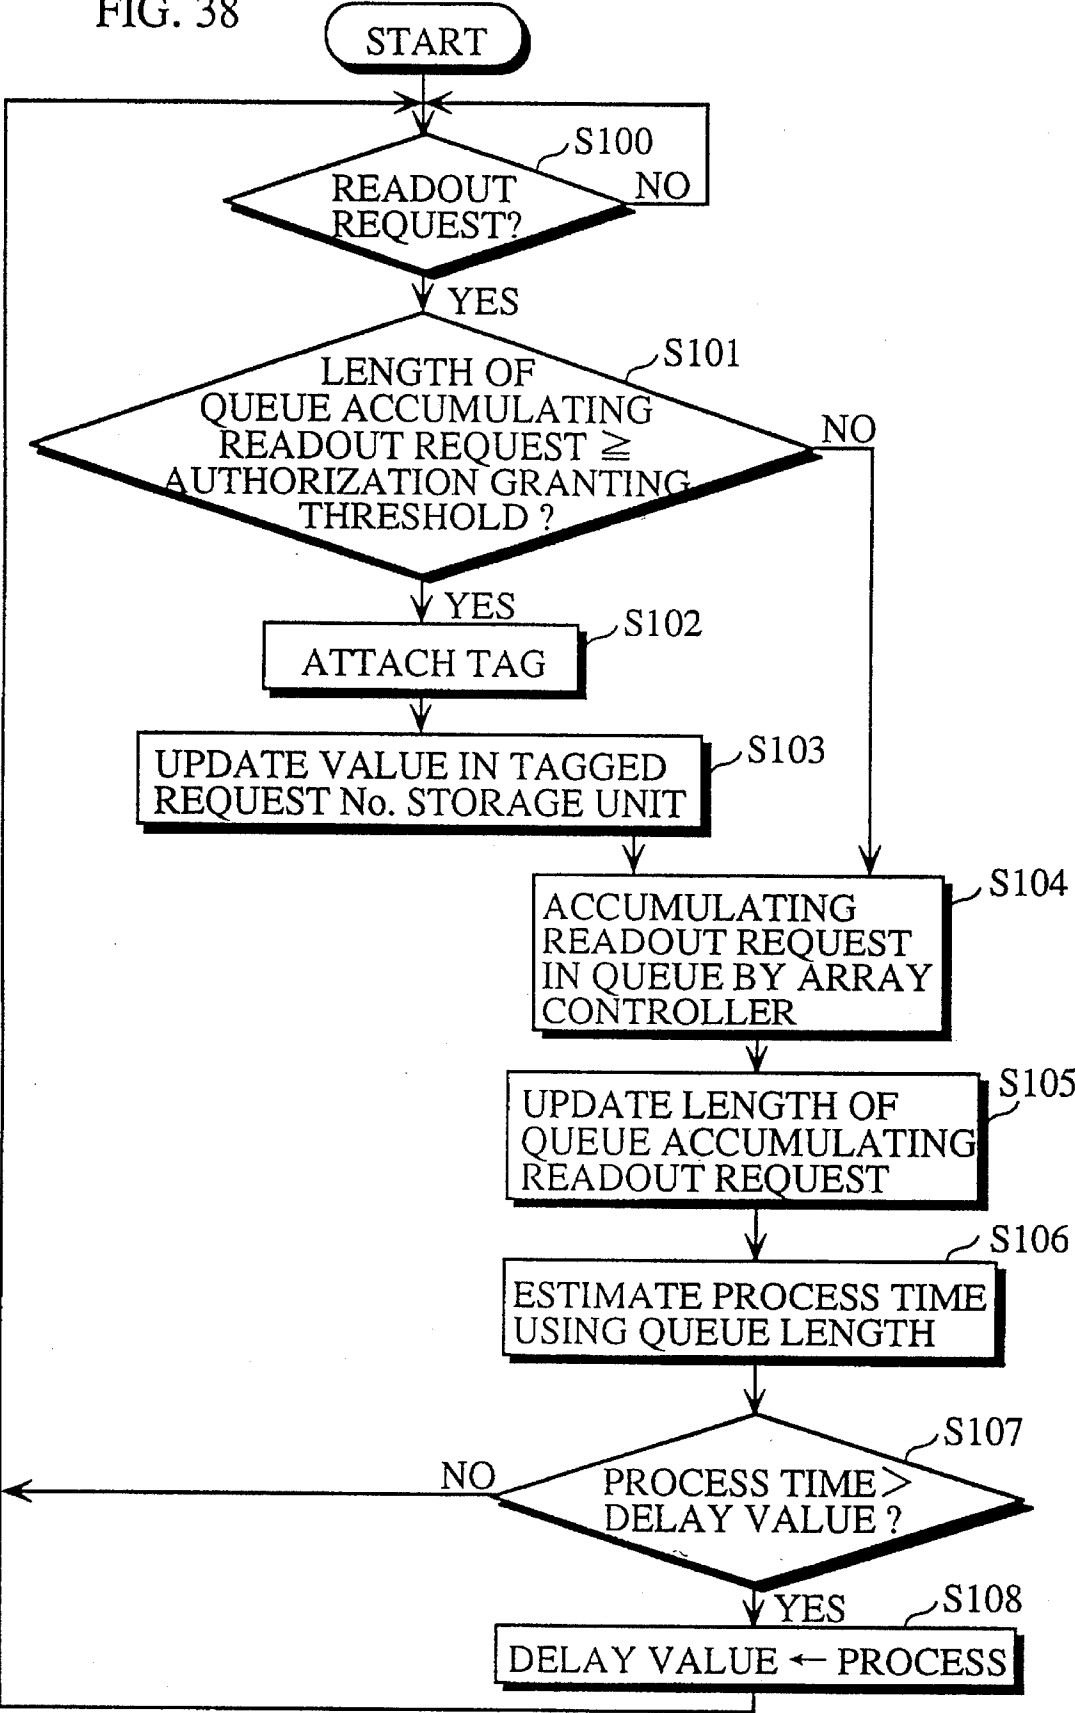 FIG. 38
START
S100
READOUT
REQUEST?
NO
YES
S101
LENGTH OF
QUEUE ACCUMULATING
READOUT REQUEST ≧
AUTHORIZATION GRANTING
THRESHOLD ?
NO
YES
S102
ATTACH TAG
S103
UPDATE VALUE IN TAGGED
REQUEST No. STORAGE UNIT
S104
ACCUMULATING
READOUT REQUEST
IN QUEUE BY ARRAY
CONTROLLER
S105
UPDATE LENGTH OF
QUEUE ACCUMULATING
READOUT REQUEST
S106
ESTIMATE PROCESS TIME
USING QUEUE LENGTH
S107
NO
PROCESS TIME >
DELAY VALUE ?
YES
S108
DELAY VALUE ← PROCESS